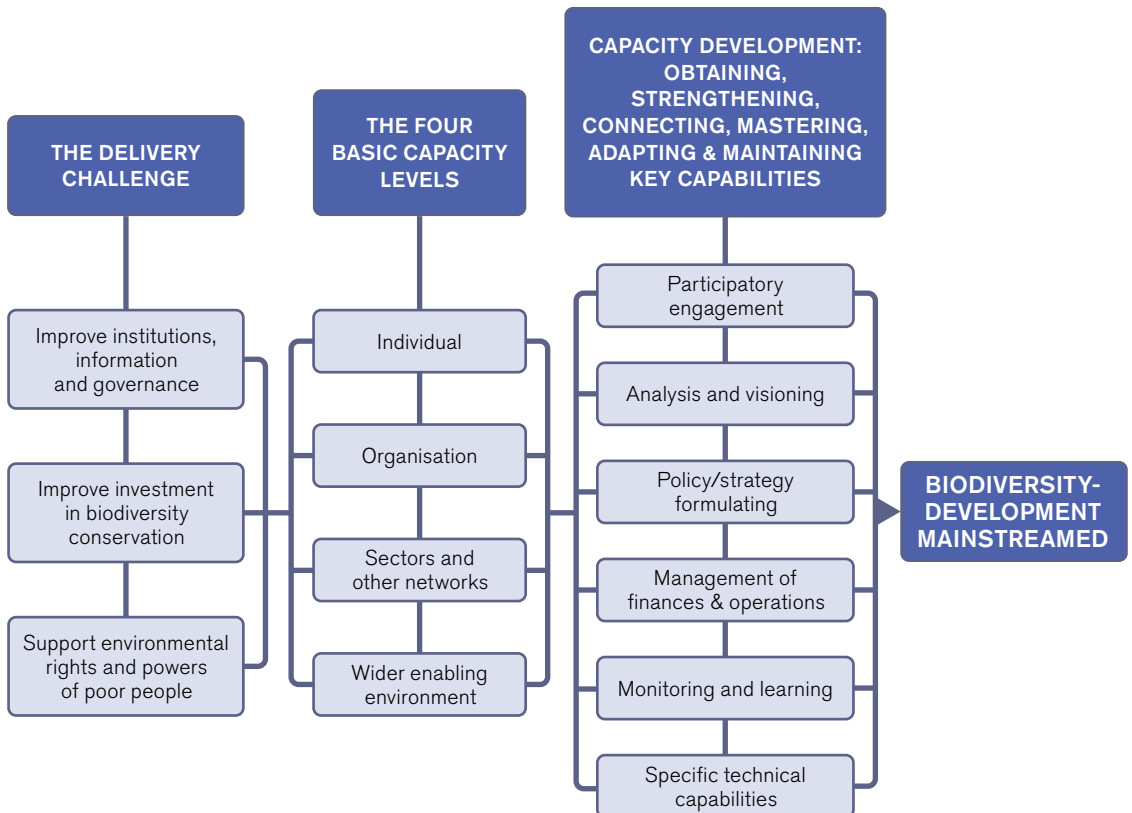 THE DELIVERY
CHALLENGE
Improve institutions,
information
and governance
Improve investment
in biodiversity
conservation
Support environmental
rights and powers
of poor people
THE FOUR
BASIC CAPACITY
LEVELS
Individual
Organisation
Sectors and
other networks
Wider enabling
environment
CAPACITY DEVELOPMENT:
OBTAINING,
STRENGTHENING,
CONNECTING, MASTERING,
ADAPTING & MAINTAINING
KEY CAPABILITIES
Participatory
engagement
Analysis and visioning
Policy/strategy
formulating
Management of
finances & operations
Monitoring and learning
Specific technical
capabilities
BIODIVERSITY-
DEVELOPMENT
MAINSTREAMED